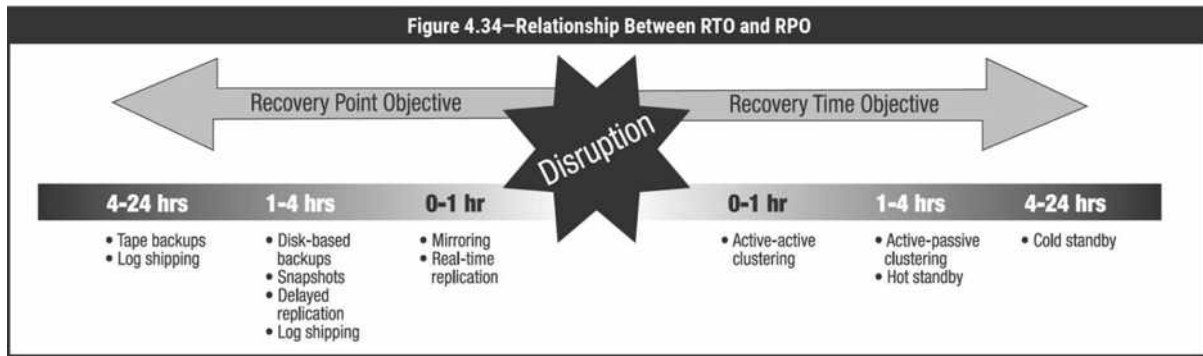 Figure 4.34—Relationship Between RTO and RPO
Recovery Point Objective
Disruption
Recovery Time Objective
4-24 hrs
• Tape backups
• Log shipping
1-4 hrs
• Disk-based
backups
• Snapshots
• Delayed
replication
• Log shipping
0-1 hr
• Mirroring
• Real-time
replication
0-1 hr
• Active-active
clustering
1-4 hrs
• Active-passive
clustering
• Hot standby
4-24 hrs
• Cold standby